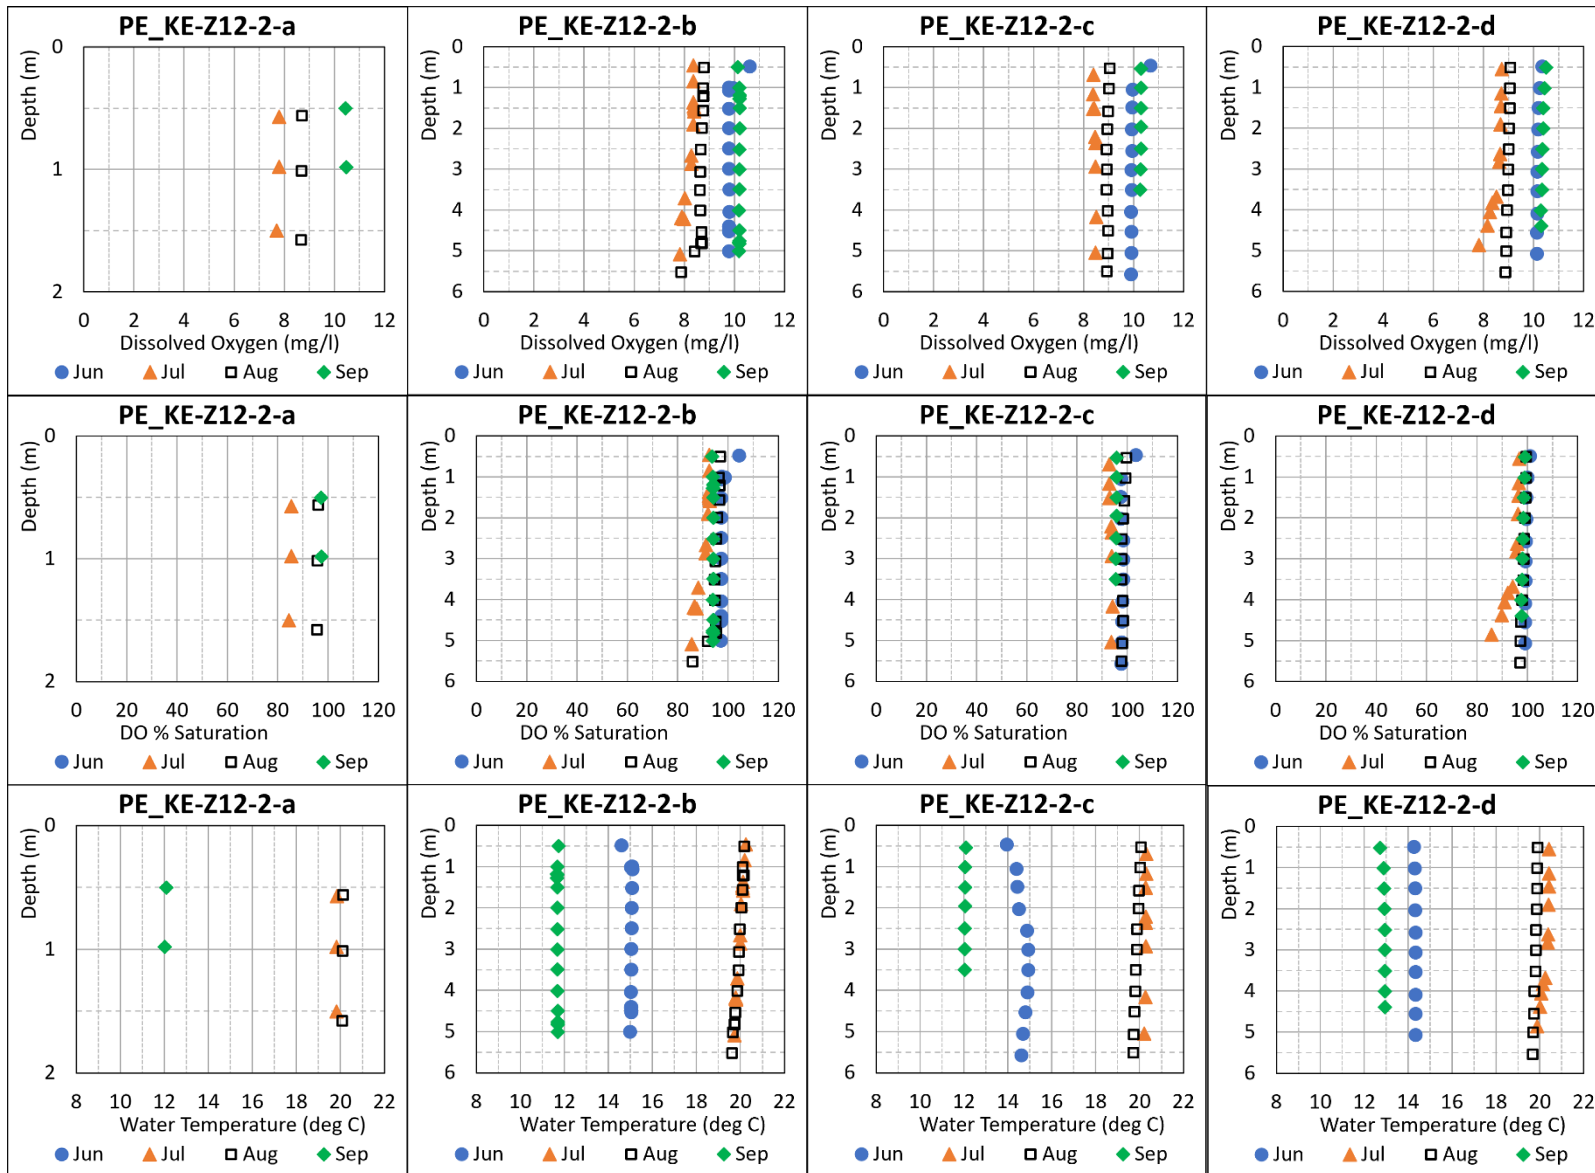 PE_KE-Z12-2-a
Depth (m)
0
1
2
0 2 4 6 8 10 12
Dissolved Oxygen (mg/l)
Jun Jul Aug Sep
PE_KE-Z12-2-b
Depth (m)
0
1
2
3
4
5
6
0 2 4 6 8 10 12
Dissolved Oxygen (mg/l)
Jun Jul Aug Sep
PE_KE-Z12-2-c
Depth (m)
0
1
2
3
4
5
6
0 2 4 6 8 10 12
Dissolved Oxygen (mg/l)
Jun Jul Aug Sep
PE_KE-Z12-2-d
Depth (m)
0
1
2
3
4
5
6
0 2 4 6 8 10 12
Dissolved Oxygen (mg/l)
Jun Jul Aug Sep
PE_KE-Z12-2-a
Depth (m)
0
1
2
0 20 40 60 80 100 120
DO % Saturation
Jun Jul Aug Sep
PE_KE-Z12-2-b
Depth (m)
0
1
2
3
4
5
6
0 20 40 60 80 100 120
DO % Saturation
Jun Jul Aug Sep
PE_KE-Z12-2-c
Depth (m)
0
1
2
3
4
5
6
0 20 40 60 80 100 120
DO % Saturation
Jun Jul Aug Sep
PE_KE-Z12-2-d
Depth (m)
0
1
2
3
4
5
6
0 20 40 60 80 100 120
DO % Saturation
Jun Jul Aug Sep
PE_KE-Z12-2-a
Depth (m)
0
1
2
8 10 12 14 16 18 20 22
Water Temperature (deg C)
Jun Jul Aug Sep
PE_KE-Z12-2-b
Depth (m)
0
1
2
3
4
5
6
8 10 12 14 16 18 20 22
Water Temperature (deg C)
Jun Jul Aug Sep
PE_KE-Z12-2-c
Depth (m)
0
1
2
3
4
5
6
8 10 12 14 16 18 20 22
Water Temperature (deg C)
Jun Jul Aug Sep
PE_KE-Z12-2-d
Depth (m)
0
1
2
3
4
5
6
8 10 12 14 16 18 20 22
Water Temperature (deg C)
Jun Jul Aug Sep